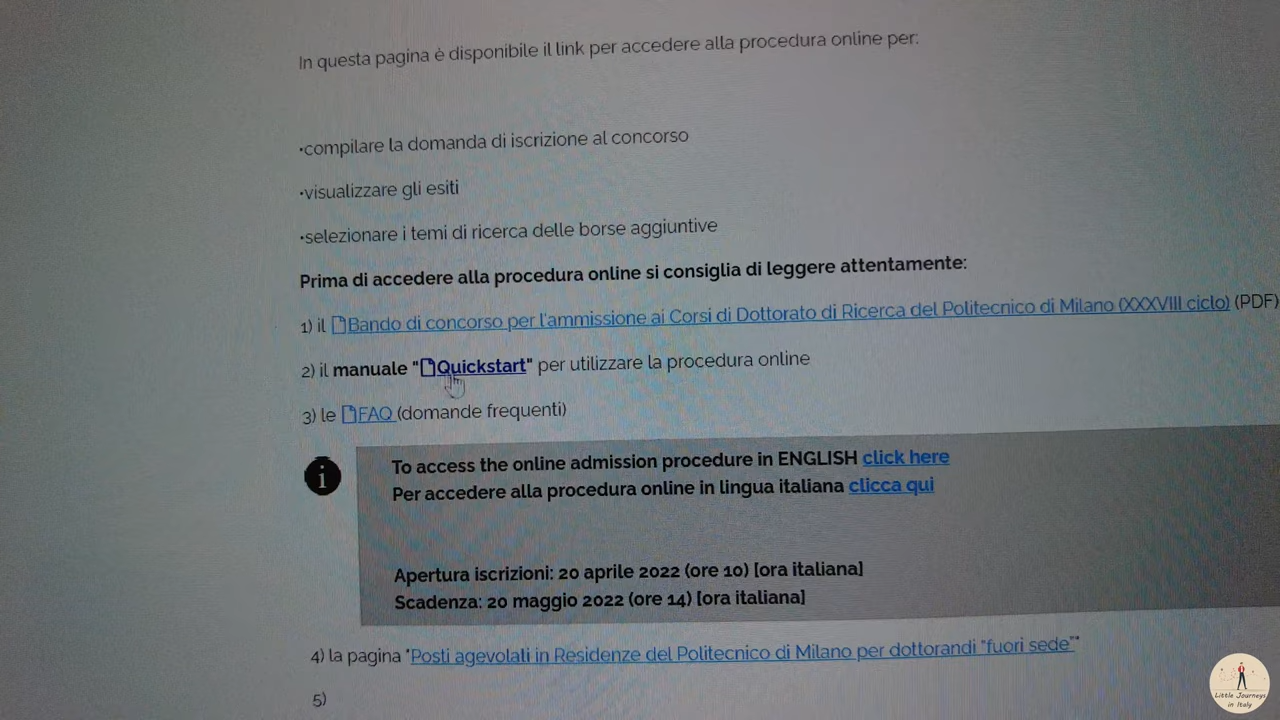 In questa pagina è disponibile il link per accedere alla procedura online per:
•compilare la domanda di iscrizione al concorso
•visualizzare gli esiti
•selezionare i temi di ricerca delle borse aggiuntive
Prima di accedere alla procedura online si consiglia di leggere attentamente:
1) il Bando di concorso per l'ammissione ai Corsi di Dottorato di Ricerca del Politecnico di Milano (XXXVIII ciclo) (PDF)
2) il manuale "Quickstart" per utilizzare la procedura online
3) le FAQ (domande frequenti)
i
To access the online admission procedure in ENGLISH click here
Per accedere alla procedura online in lingua italiana clicca qui
Apertura iscrizioni: 20 aprile 2022 (ore 10) [ora italiana]
Scadenza: 20 maggio 2022 (ore 14) [ora italiana]
4) la pagina "Posti agevolati in Residenze del Politecnico di Milano per dottorandi "fuori sede""
5)
Little Journeys
in Italy